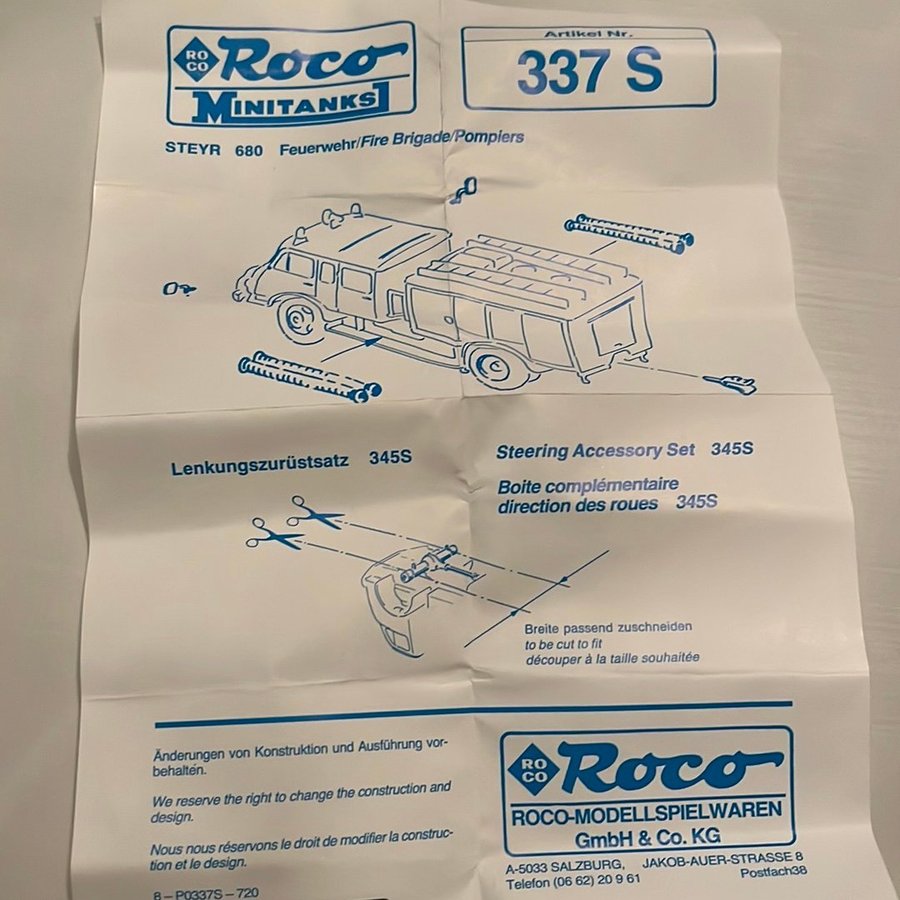 RO
CO
Roco
MINITANKS
Artikel Nr.
337 S
STEYR 680 Feuerwehr/Fire Brigade/Pompiers
Lenkungszurüstsatz 345S
Steering Accessory Set 345S
Boite complémentaire
direction des roues 345S
Breite passend zuschneiden
to be cut to fit
découper à la taille souhaitée
Änderungen von Konstruktion und Ausführung vor-
behalten.
We reserve the right to change the construction and
design.
Nous nous réservons le droit de modifier la construc-
tion et le design.
8–P0337S–720
RO
CO
Roco
ROCO-MODELLSPIELWAREN
GmbH & Co. KG
A-5033 SALZBURG, JAKOB-AUER-STRASSE 8
Telefon (06 62) 20 9 61 Postfach38